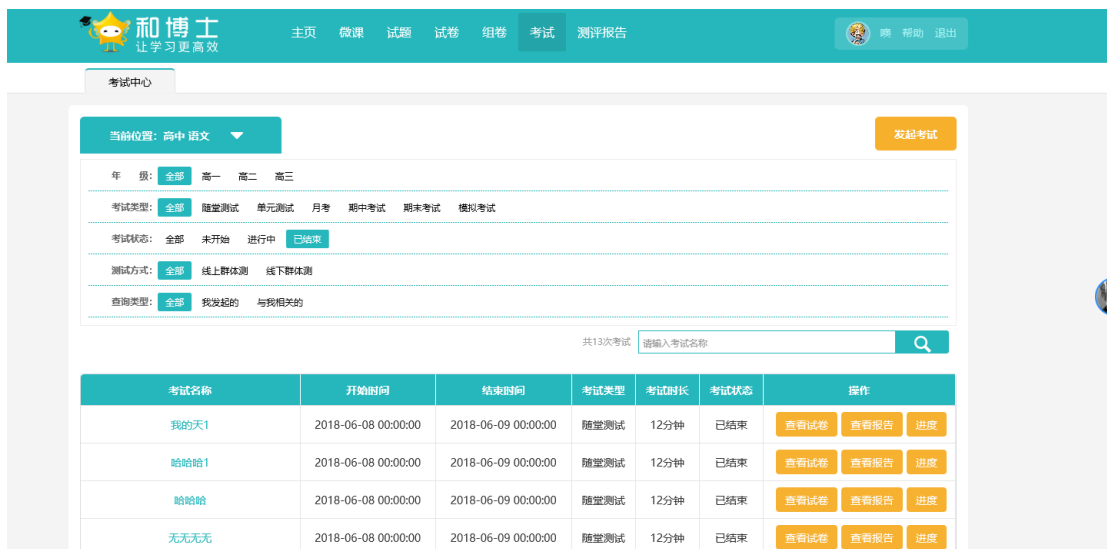 和博士
让学习更高效
主页 微课 试题 试卷 组卷 考试 测评报告
噢 帮助 退出
考试中心
当前位置：高中 语文
发起考试
年 级: 全部 高一 高二 高三
考试类型: 全部 随堂测试 单元测试 月考 期中考试 期末考试 模拟考试
考试状态: 全部 未开始 进行中 已结束
测试方式: 全部 线上群体测 线下群体测
查询类型: 全部 我发起的 与我相关的
共13次考试 请输入考试名称
考试名称 开始时间 结束时间 考试类型 考试时长 考试状态 操作
我的天1 2018-06-08 00:00:00 2018-06-09 00:00:00 随堂测试 12分钟 已结束 查看试卷 查看报告 进度
哈哈哈1 2018-06-08 00:00:00 2018-06-09 00:00:00 随堂测试 12分钟 已结束 查看试卷 查看报告 进度
哈哈哈 2018-06-08 00:00:00 2018-06-09 00:00:00 随堂测试 12分钟 已结束 查看试卷 查看报告 进度
无无无无 2018-06-08 00:00:00 2018-06-09 00:00:00 随堂测试 12分钟 已结束 查看试卷 查看报告 进度